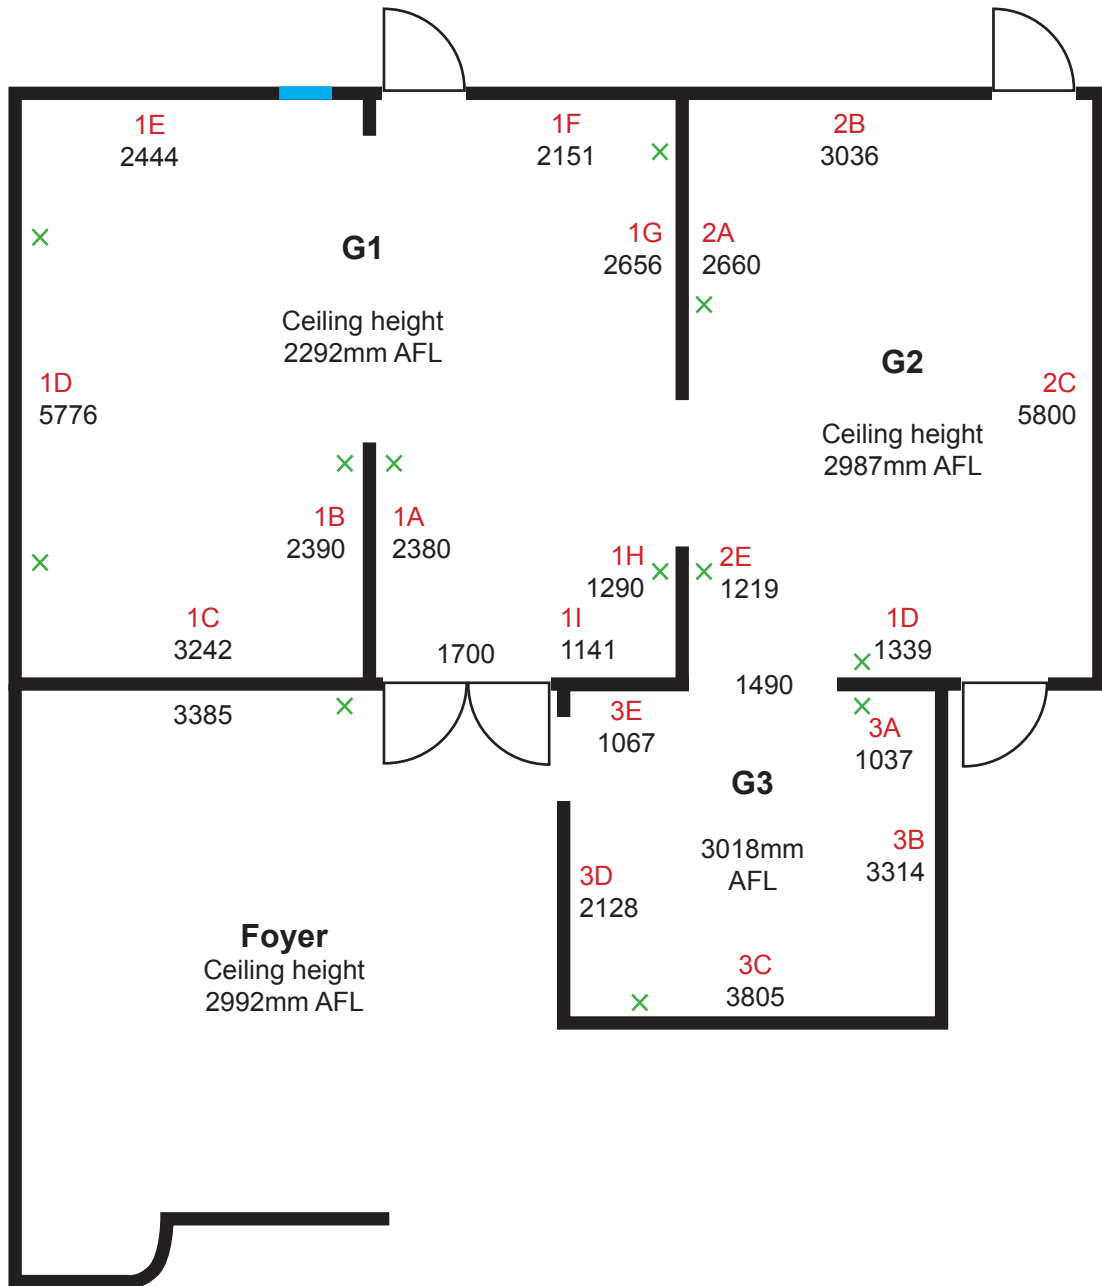 1E
2444
1F
2151
2B
3036
G1
1G
2656
2A
2660
Ceiling height
2292mm AFL
G2
1D
5776
2C
5800
Ceiling height
2987mm AFL
1B
2390
1A
2380
1H
1290
2E
1219
1C
3242
1I
1141
1D
1339
1700
1490
3385
3E
1067
3A
1037
G3
3018mm
AFL
3B
3314
3D
2128
Foyer
Ceiling height
2992mm AFL
3C
3805